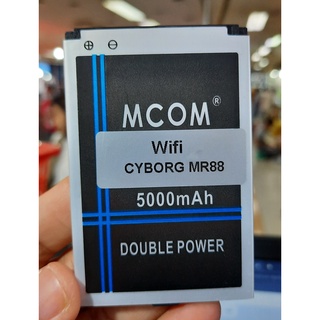 MCOM®
Wifi
CYBORG MR88
5000mAh
DOUBLE POWER